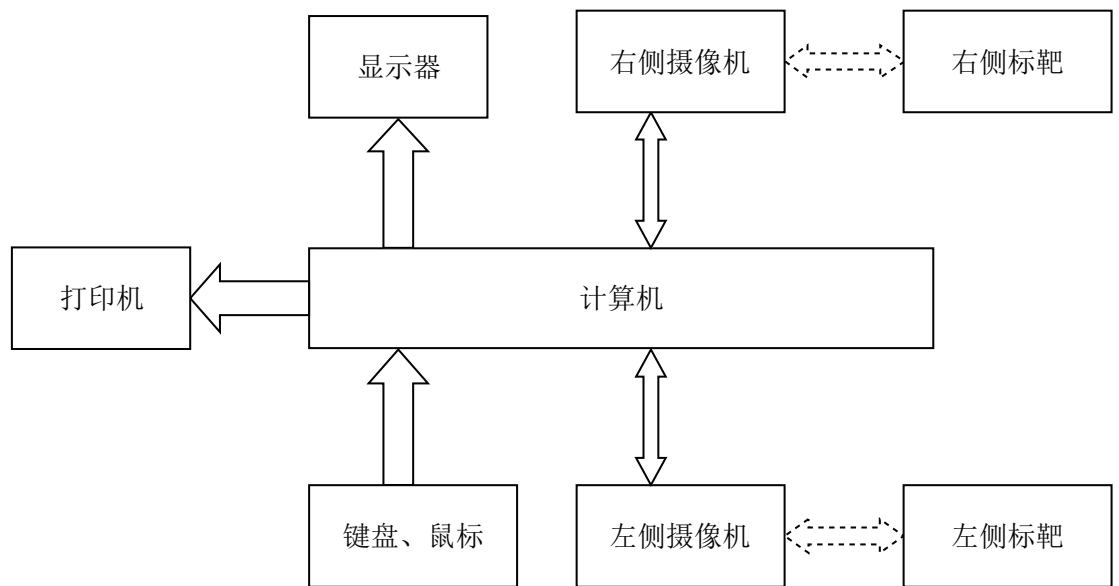 显示器
右侧摄像机
右侧标靶
打印机
计算机
键盘、鼠标
左侧摄像机
左侧标靶